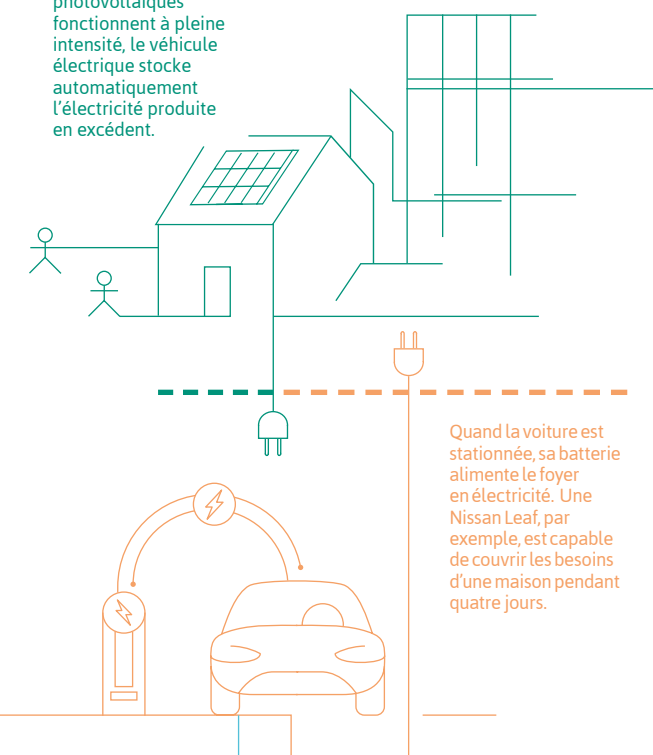 photovoltaïques
fonctionnent à pleine
intensité, le véhicule
électrique stocke
automatiquement
l’électricité produite
en excédent.
Quand la voiture est
stationnée, sa batterie
alimente le foyer
en électricité. Une
Nissan Leaf, par
exemple, est capable
de couvrir les besoins
d’une maison pendant
quatre jours.